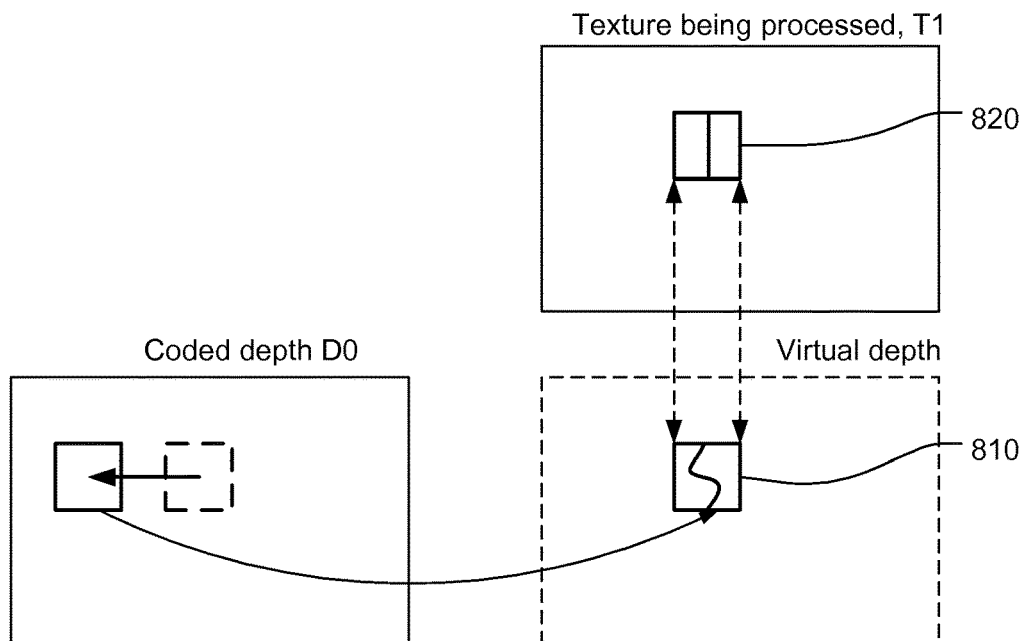 Texture being processed, T1
820
Coded depth D0
Virtual depth
810